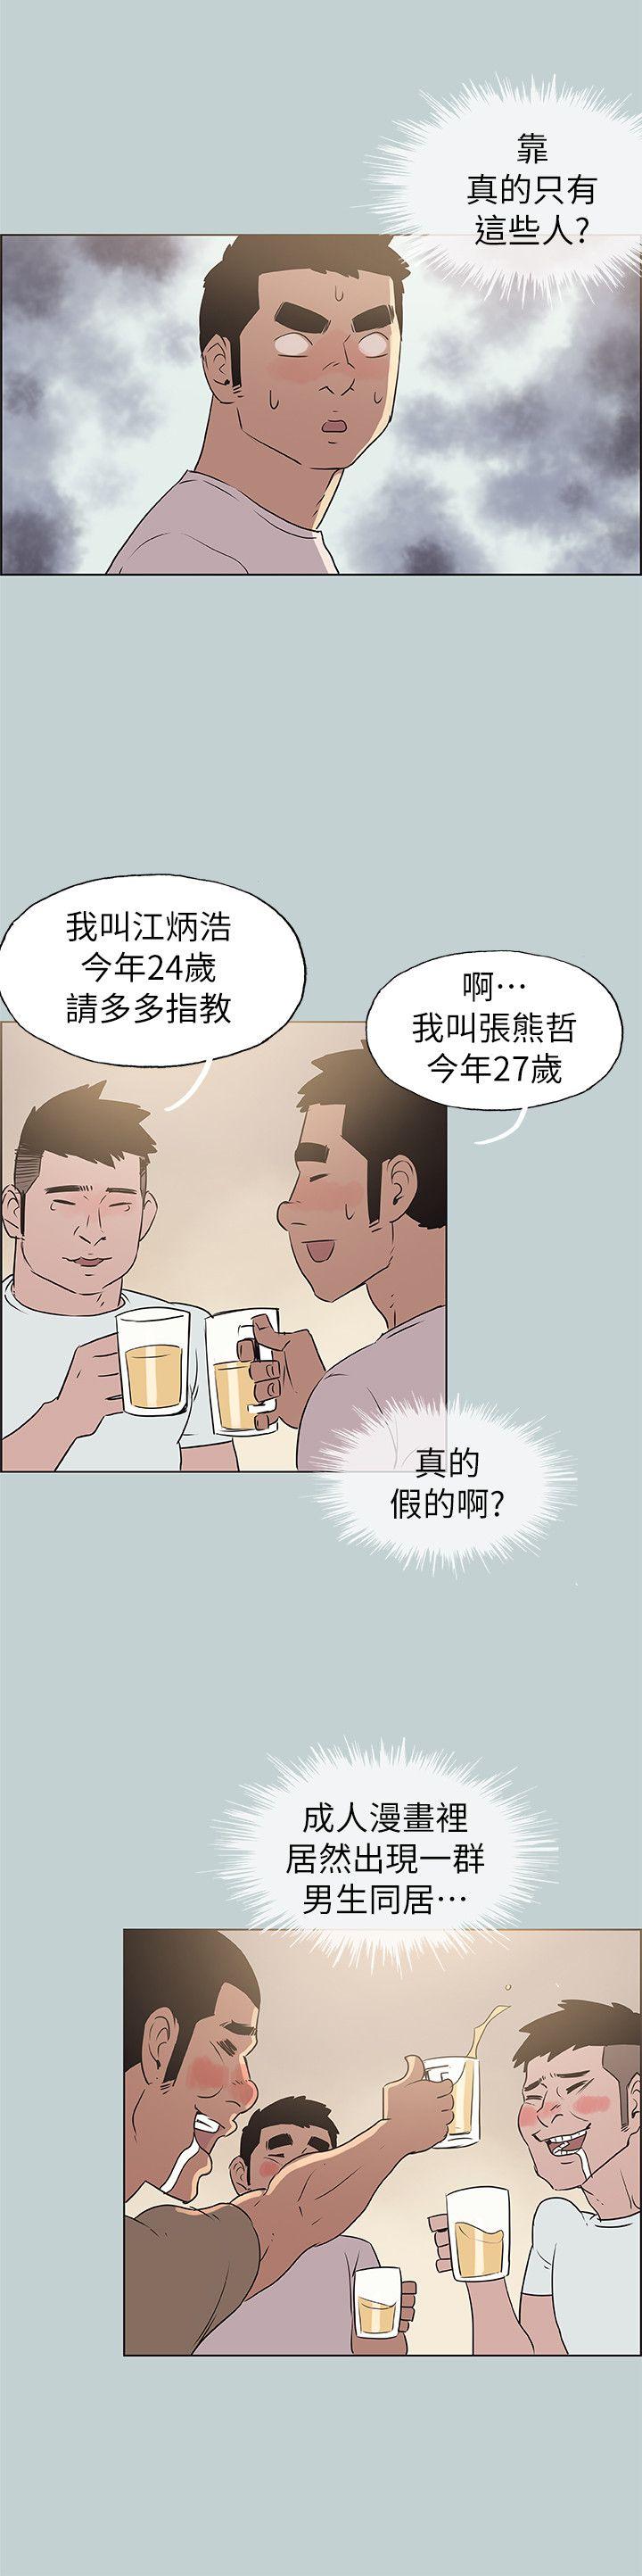 靠
真的只有
這些人?
我叫江炳浩
今年24歲
請多多指教
啊…
我叫張熊哲
今年27歲
真的
假的啊?
成人漫畫裡
居然出現一群
男生同居…